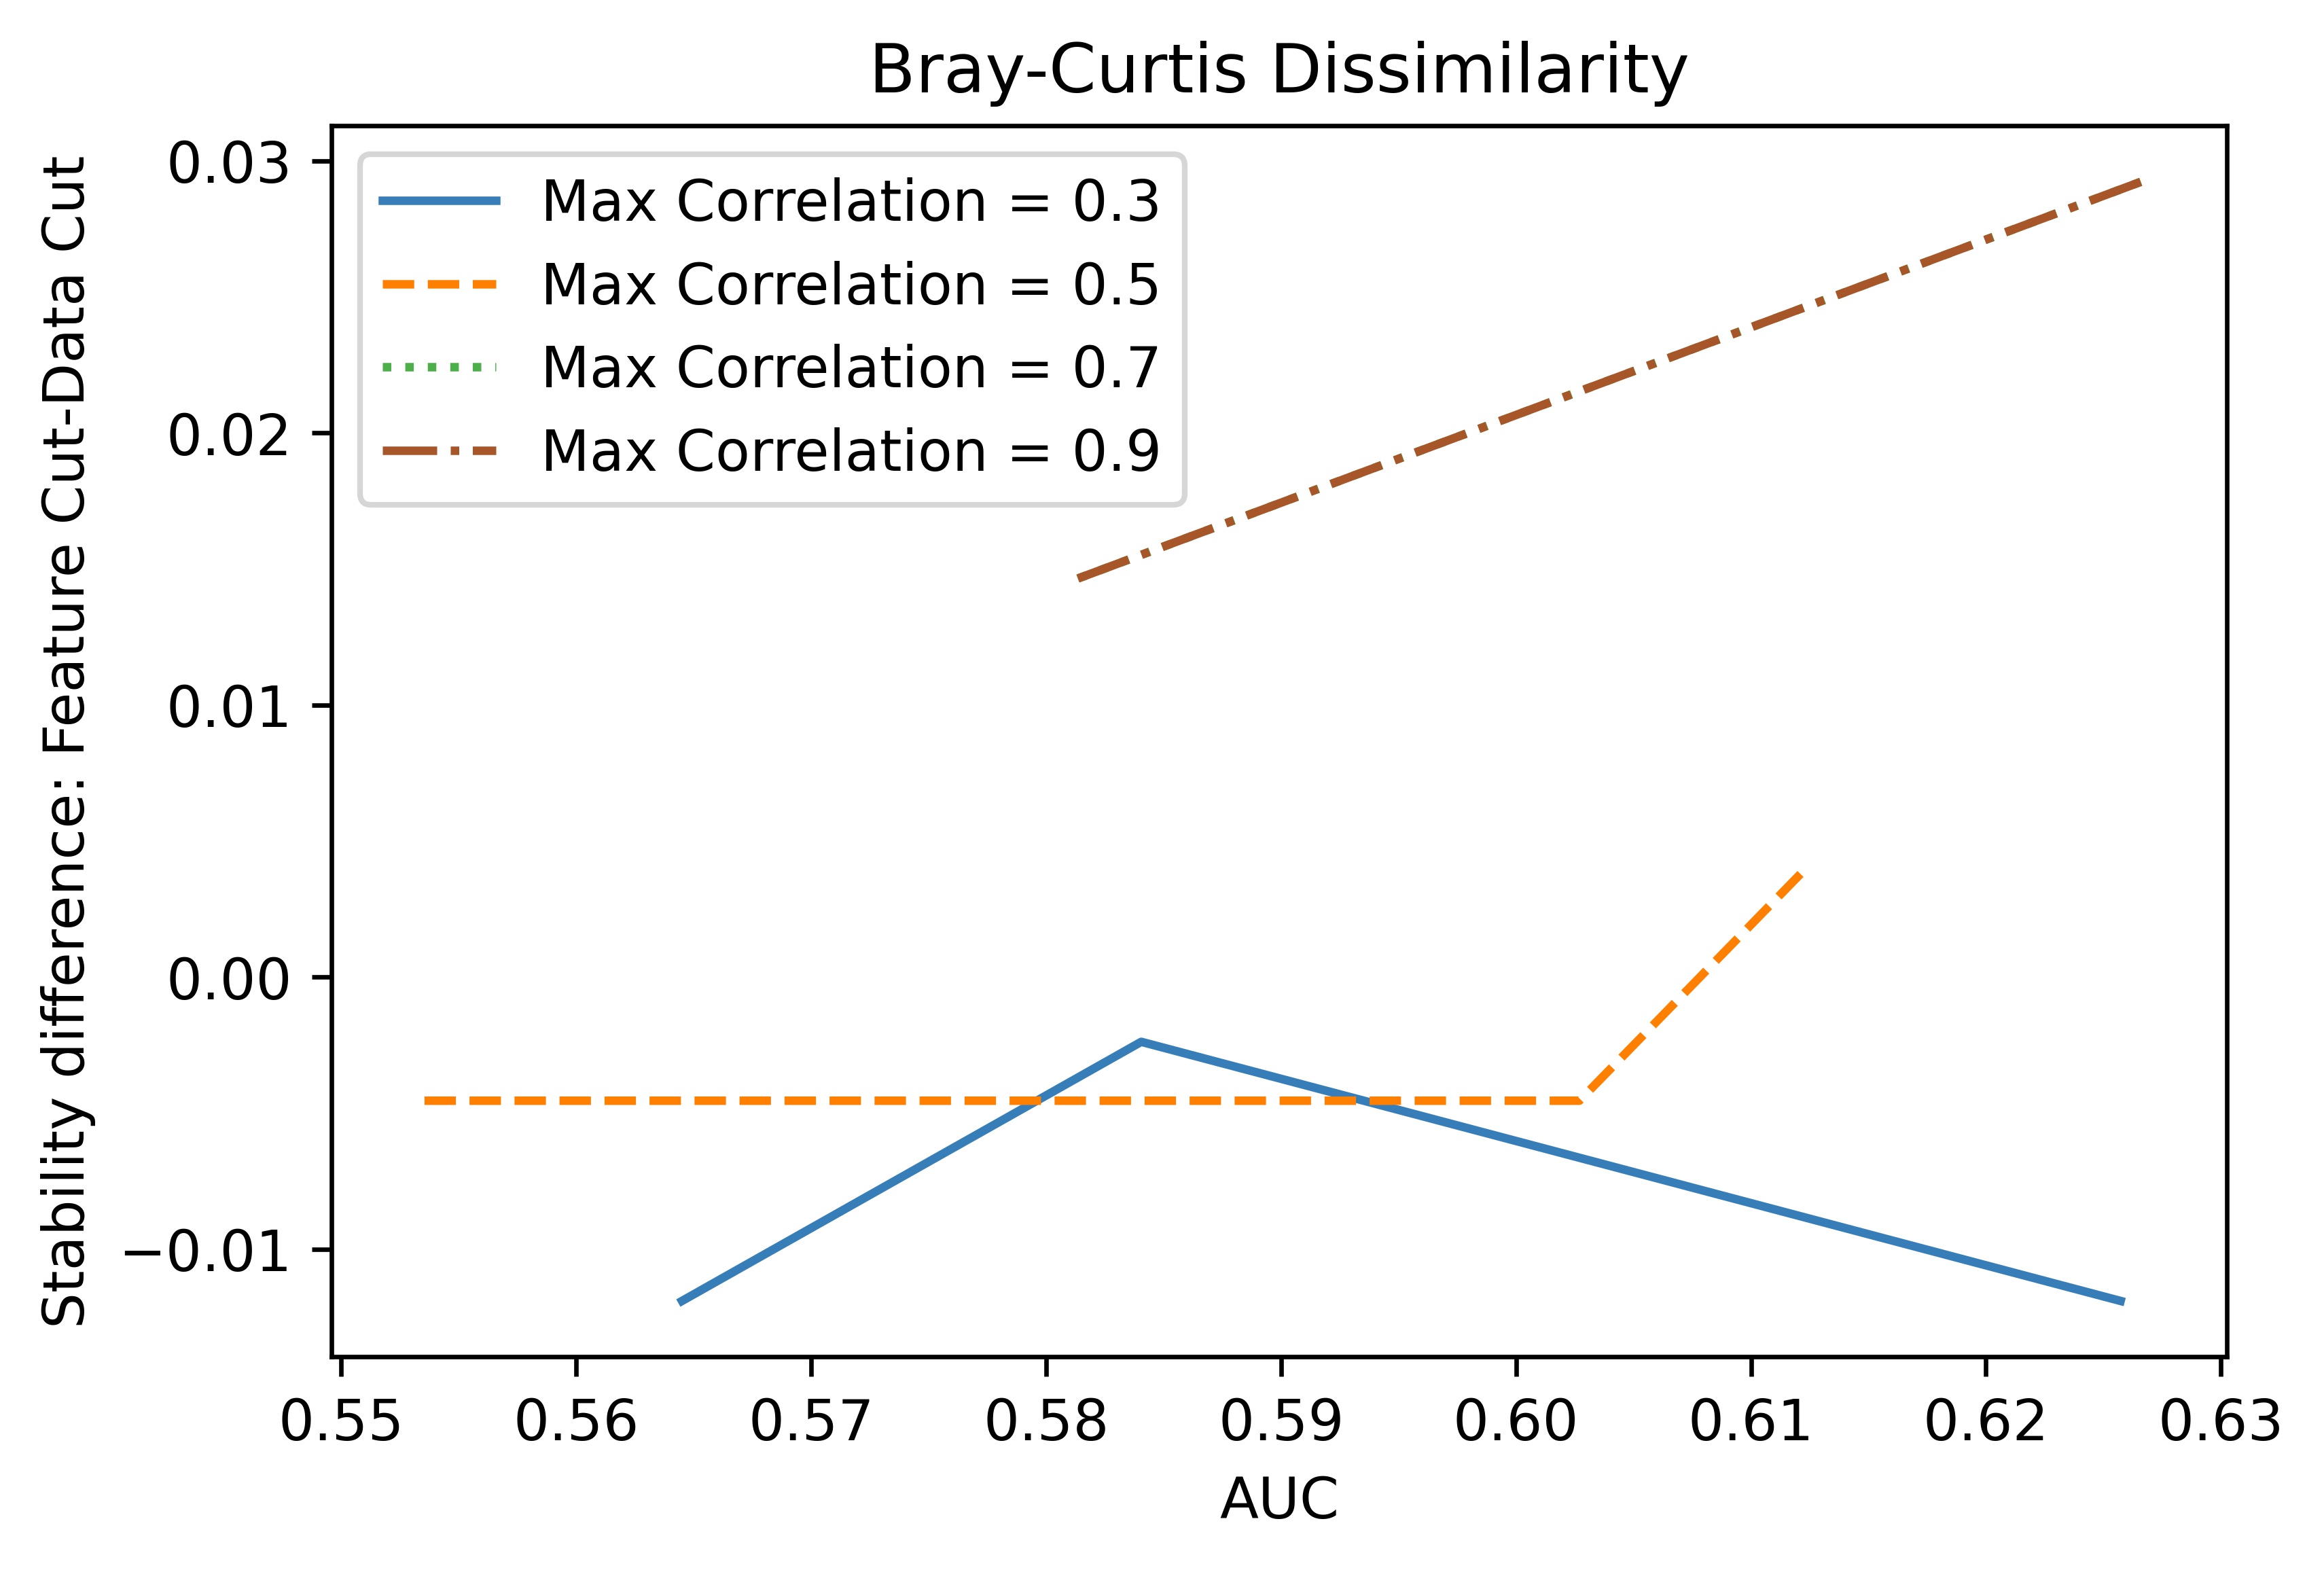 Bray-Curtis Dissimilarity
Stability difference: Feature Cut-Data Cut
0.03
0.02
0.01
0.00
−0.01
Max Correlation = 0.3
Max Correlation = 0.5
Max Correlation = 0.7
Max Correlation = 0.9
0.55 0.56 0.57 0.58 0.59 0.60 0.61 0.62 0.63
AUC